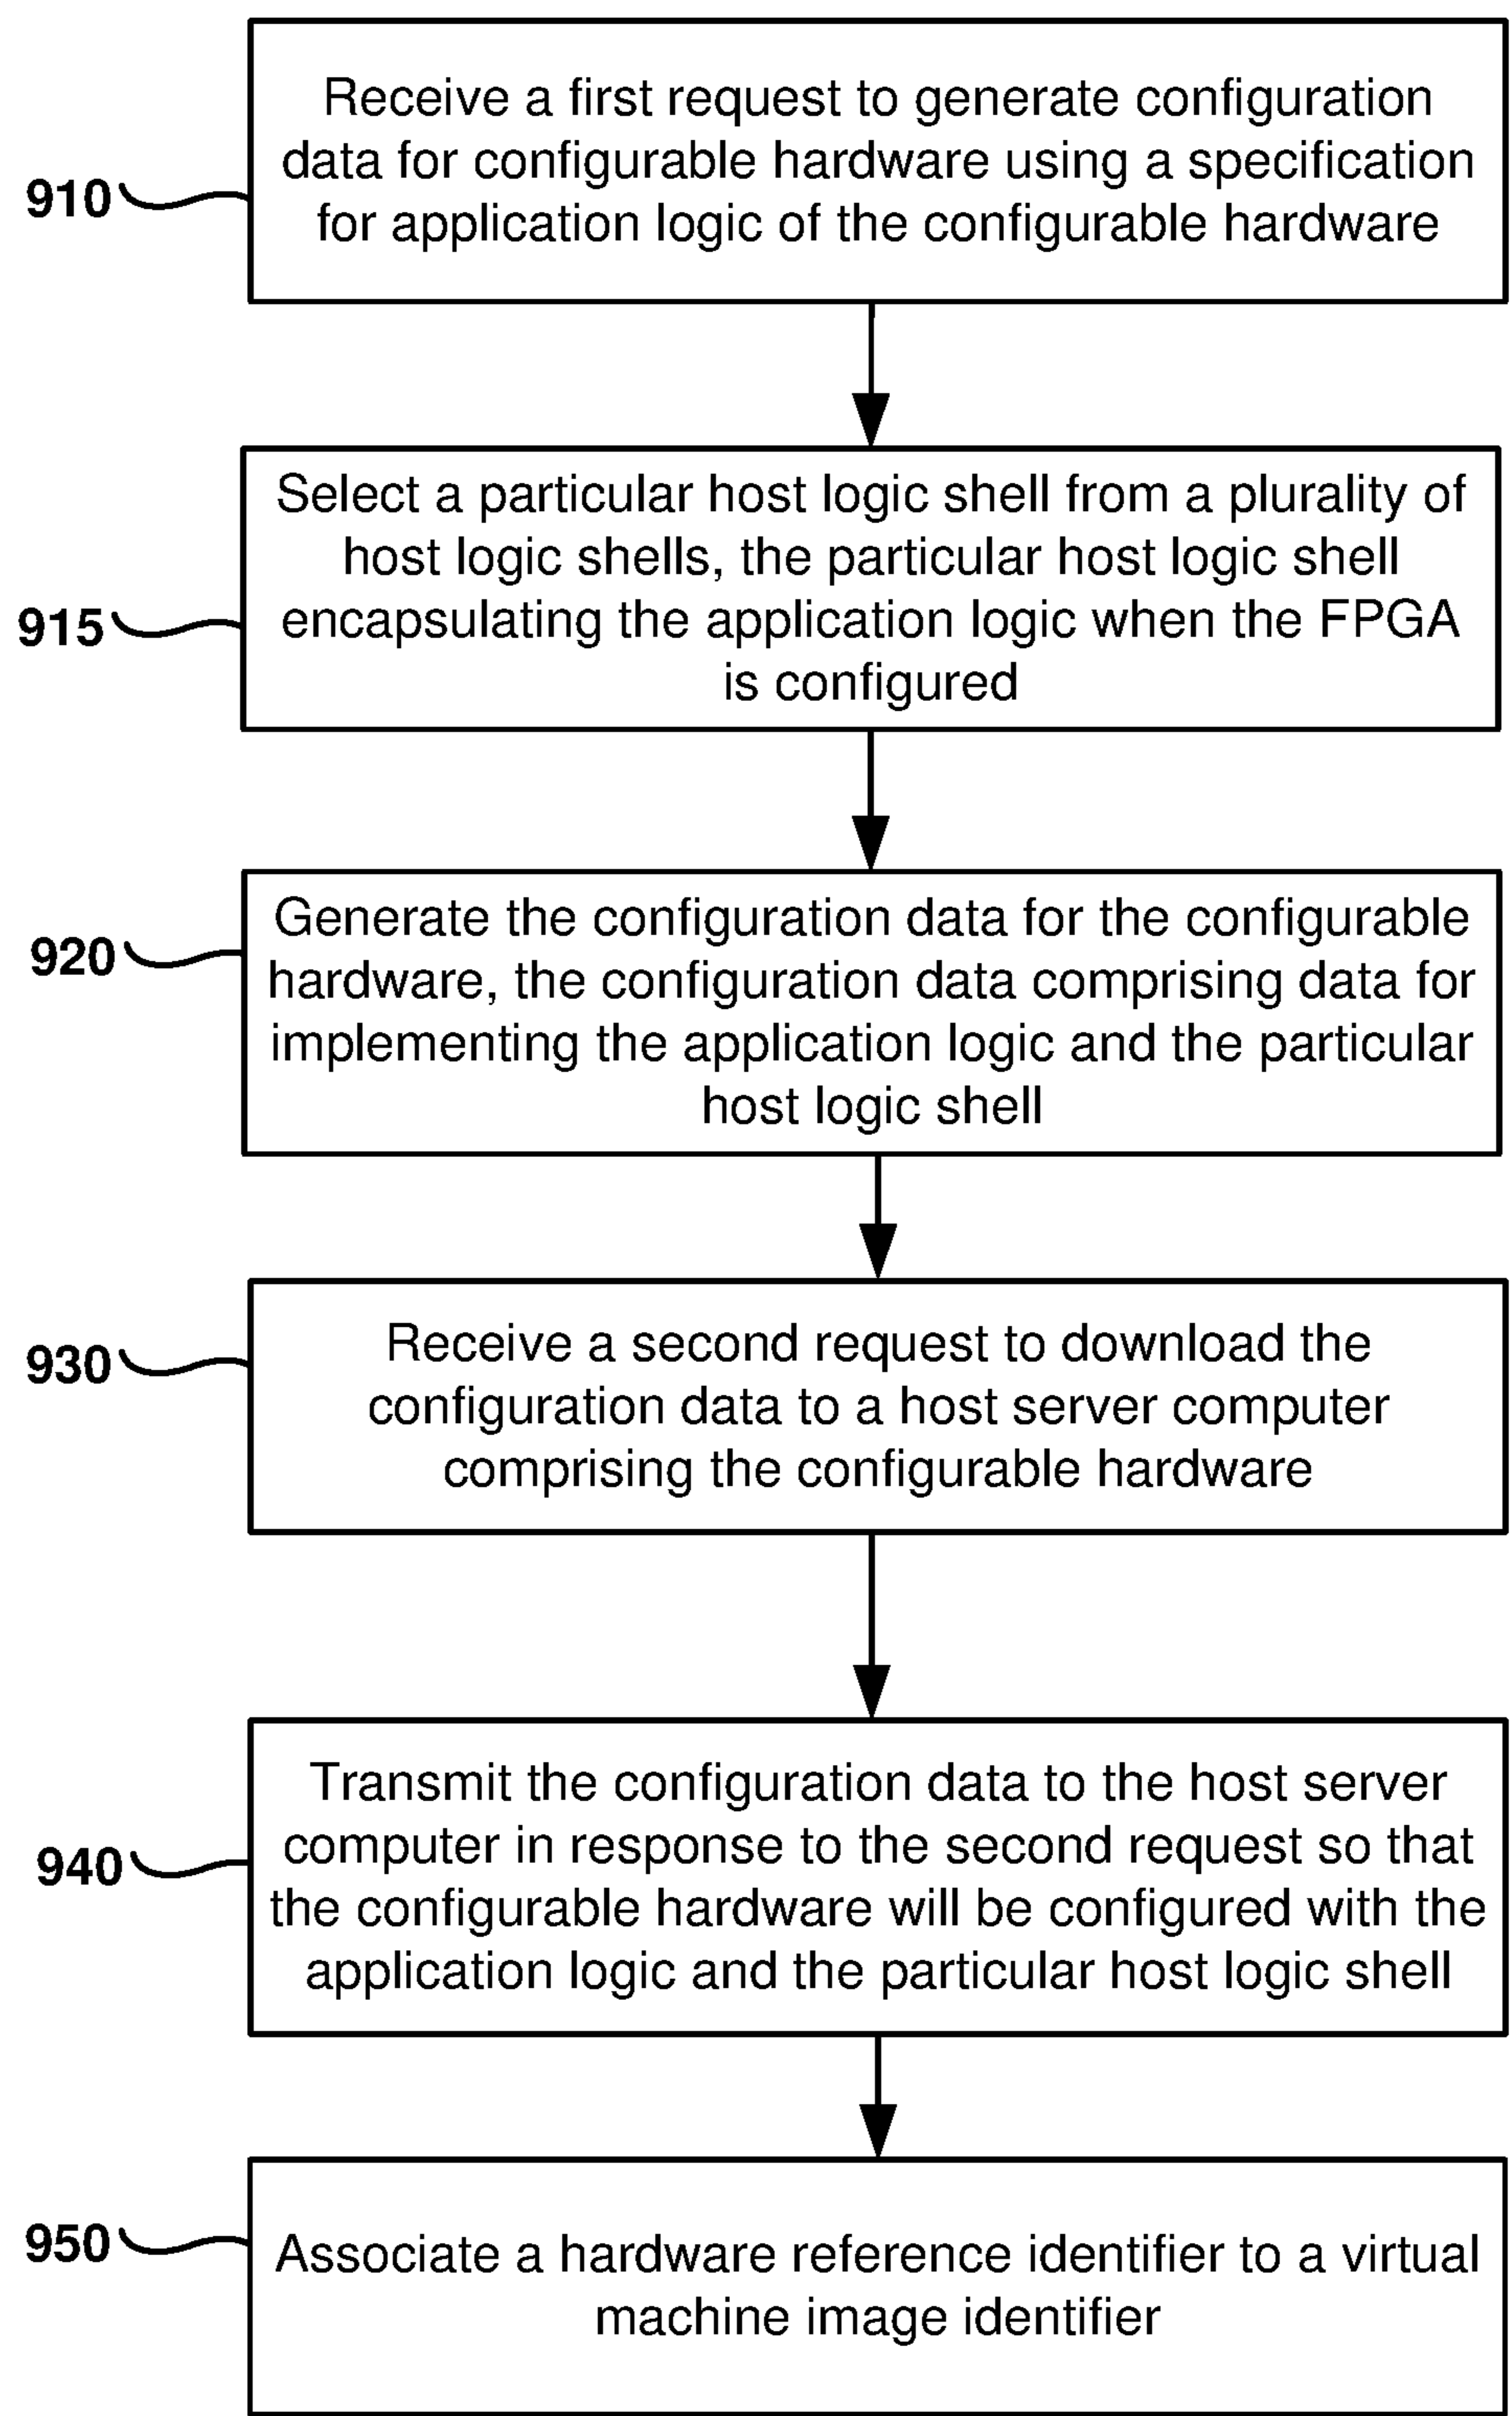 Receive a first request to generate configuration
data for configurable hardware using a specification
for application logic of the configurable hardware
910
Select a particular host logic shell from a plurality of
host logic shells, the particular host logic shell
encapsulating the application logic when the FPGA
is configured
915
Generate the configuration data for the configurable
hardware, the configuration data comprising data for
implementing the application logic and the particular
host logic shell
920
Receive a second request to download the
configuration data to a host server computer
comprising the configurable hardware
930
Transmit the configuration data to the host server
computer in response to the second request so that
the configurable hardware will be configured with the
application logic and the particular host logic shell
940
Associate a hardware reference identifier to a virtual
machine image identifier
950